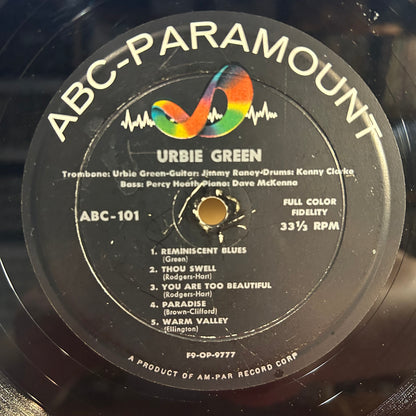 ABC-PARAMOUNT
URBIE GREEN
Trombone: Urbie Green-Guitar: Jimmy Raney-Drums: Kenny Clarke
Bass: Percy Heath-Piano: Dave McKenna
ABC-101
FULL COLOR
FIDELITY
33⅓ RPM
1. REMINISCENT BLUES
(Green)
2. THOU SWELL
(Rodgers-Hart)
3. YOU ARE TOO BEAUTIFUL
(Rodgers-Hart)
4. PARADISE
(Brown-Clifford)
5. WARM VALLEY
(Ellington)
F9-OP-9777
A PRODUCT OF AM-PAR RECORD CORP.